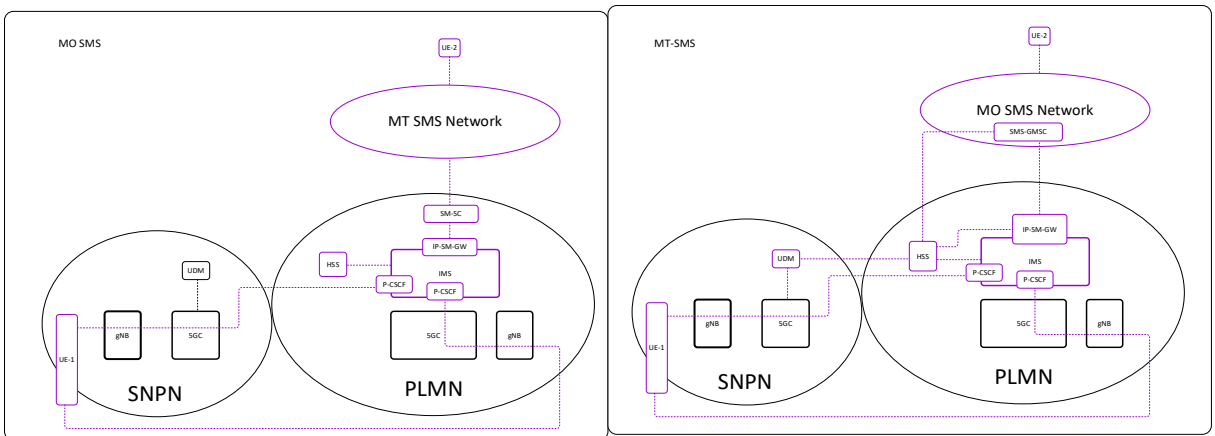 MO SMS
UE-2
MT SMS Network
SM-SC
IP-SM-GW
HSS
IMS
P-CSCF
P-CSCF
UDM
gNB
5GC
5GC
gNB
UE-1
SNPN
PLMN
MT-SMS
UE-2
MO SMS Network
SMS-GMSC
IP-SM-GW
HSS
IMS
P-CSCF
P-CSCF
UDM
gNB
5GC
5GC
gNB
UE-1
SNPN
PLMN